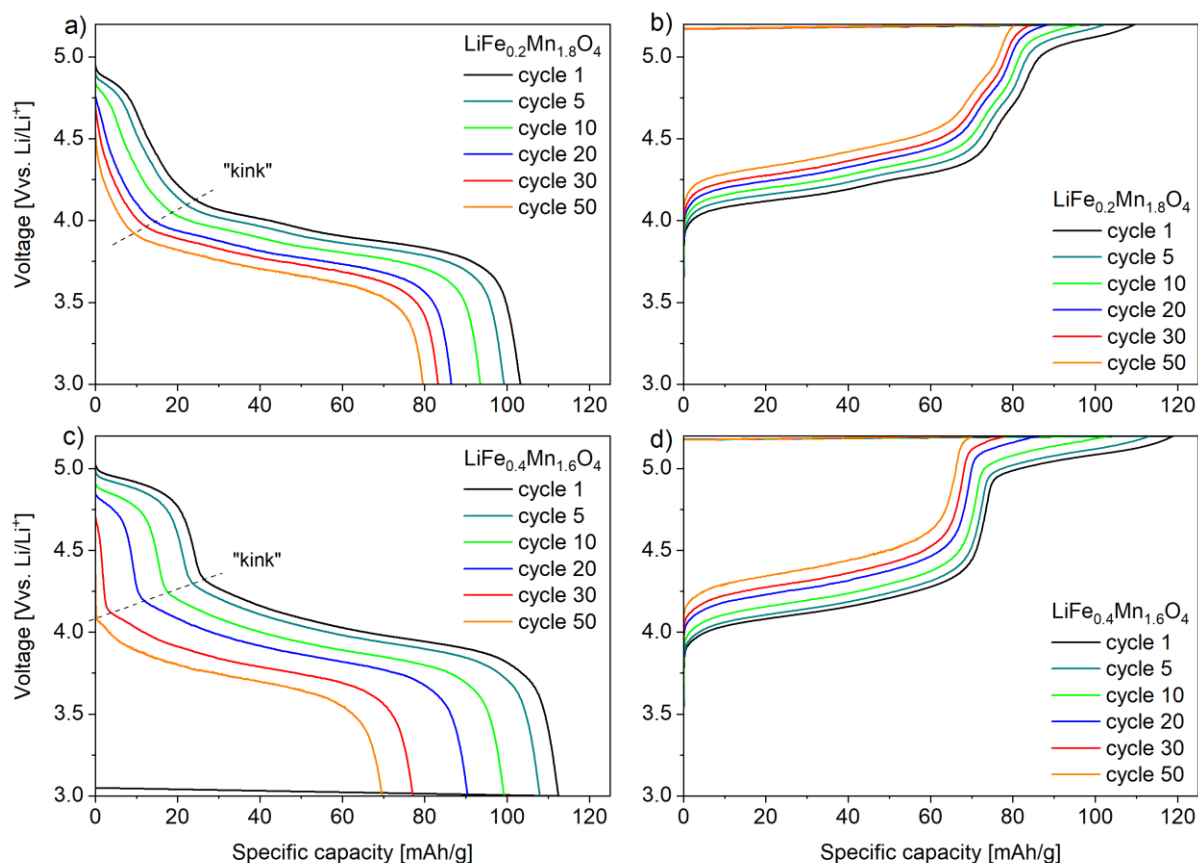 a)
LiFe0.2Mn1.8O4
cycle 1
cycle 5
cycle 10
cycle 20
cycle 30
cycle 50
"kink"
5.0
4.5
4.0
3.5
3.0
0 20 40 60 80 100 120
Voltage [Vvs. Li/Li+]
b)
5.0
4.5
4.0
3.5
3.0
0 20 40 60 80 100 120
LiFe0.2Mn1.8O4
cycle 1
cycle 5
cycle 10
cycle 20
cycle 30
cycle 50
c)
LiFe0.4Mn1.6O4
cycle 1
cycle 5
cycle 10
cycle 20
cycle 30
cycle 50
"kink"
5.0
4.5
4.0
3.5
3.0
0 20 40 60 80 100 120
Voltage [Vvs. Li/Li+]
Specific capacity [mAh/g]
d)
5.0
4.5
4.0
3.5
3.0
0 20 40 60 80 100 120
LiFe0.4Mn1.6O4
cycle 1
cycle 5
cycle 10
cycle 20
cycle 30
cycle 50
Specific capacity [mAh/g]